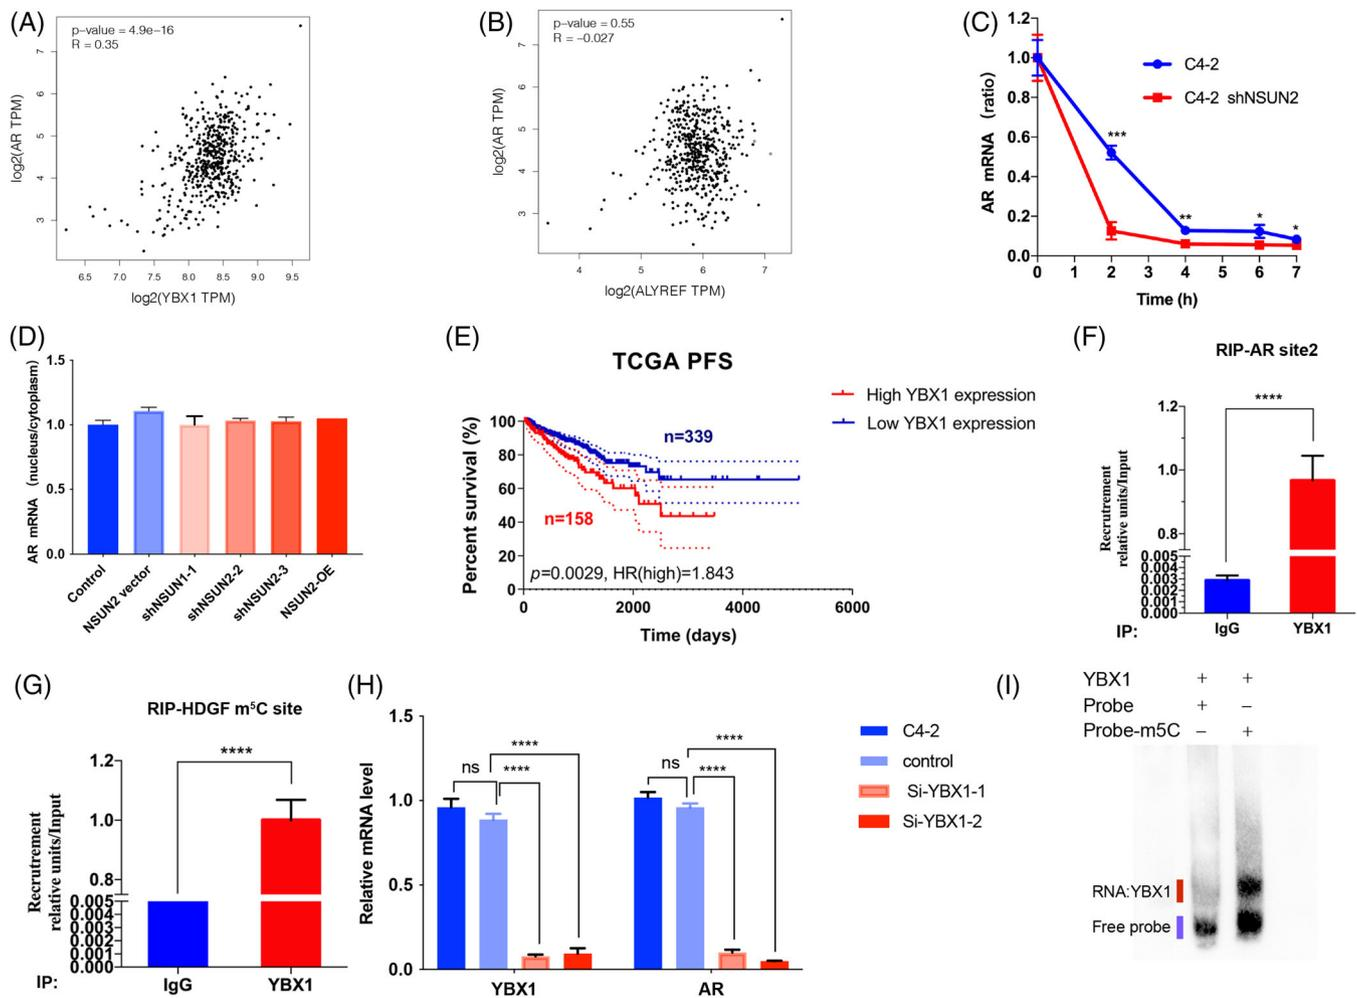 (A)
p-value = 4.9e-16
R = 0.35
log2(AR TPM)
7
6
5
4
3
6.5 7.0 7.5 8.0 8.5 9.0 9.5
log2(YBX1 TPM)
(B)
p-value = 0.55
R = -0.027
log2(AR TPM)
7
6
5
4
3
4 5 6 7
log2(ALYREF TPM)
(C)
AR mRNA (ratio)
1.2
1.0
0.8
0.6
0.4
0.2
0.0
C4-2
C4-2 shNSUN2
***
**
*
*
0 1 2 3 4 5 6 7
Time (h)
(D)
AR mRNA (nucleus/cytoplasm)
1.5
1.0
0.5
0.0
Control
NSUN2 vector
shNSUN1-1
shNSUN2-2
shNSUN2-3
NSUN2-OE
(E)
TCGA PFS
High YBX1 expression
Low YBX1 expression
Percent survival (%)
100
80
60
40
20
0
n=339
n=158
p=0.0029, HR(high)=1.843
0 2000 4000 6000
Time (days)
(F)
RIP-AR site2
****
Recrutrement
relative units/Input
1.2
1.0
0.8
0.005
0.004
0.003
0.002
0.001
0.000
IP: IgG YBX1
(G)
RIP-HDGF m⁵C site
****
Recrutrement
relative units/Input
1.2
1.0
0.8
0.005
0.004
0.003
0.002
0.001
0.000
IP: IgG YBX1
(H)
Relative mRNA level
1.5
1.0
0.5
0.0
****
ns ****
****
ns ****
YBX1 AR
C4-2
control
Si-YBX1-1
Si-YBX1-2
(I)
YBX1 + +
Probe + −
Probe-m5C − +
RNA:YBX1
Free probe